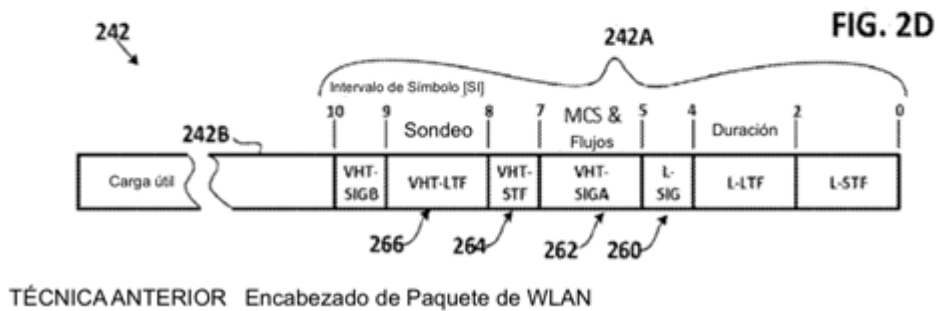 FIG. 2D
242
242A
Intervalo de Símbolo [SI]
10 9 8 7 5 4 2 0
Sondeo
MCS &
Flujos
Duración
242B
Carga útil
VHT-
SIGB
VHT-LTF
VHT-
STF
VHT-
SIGA
L-
SIG
L-LTF
L-STF
266 264 262 260
TÉCNICA ANTERIOR Encabezado de Paquete de WLAN